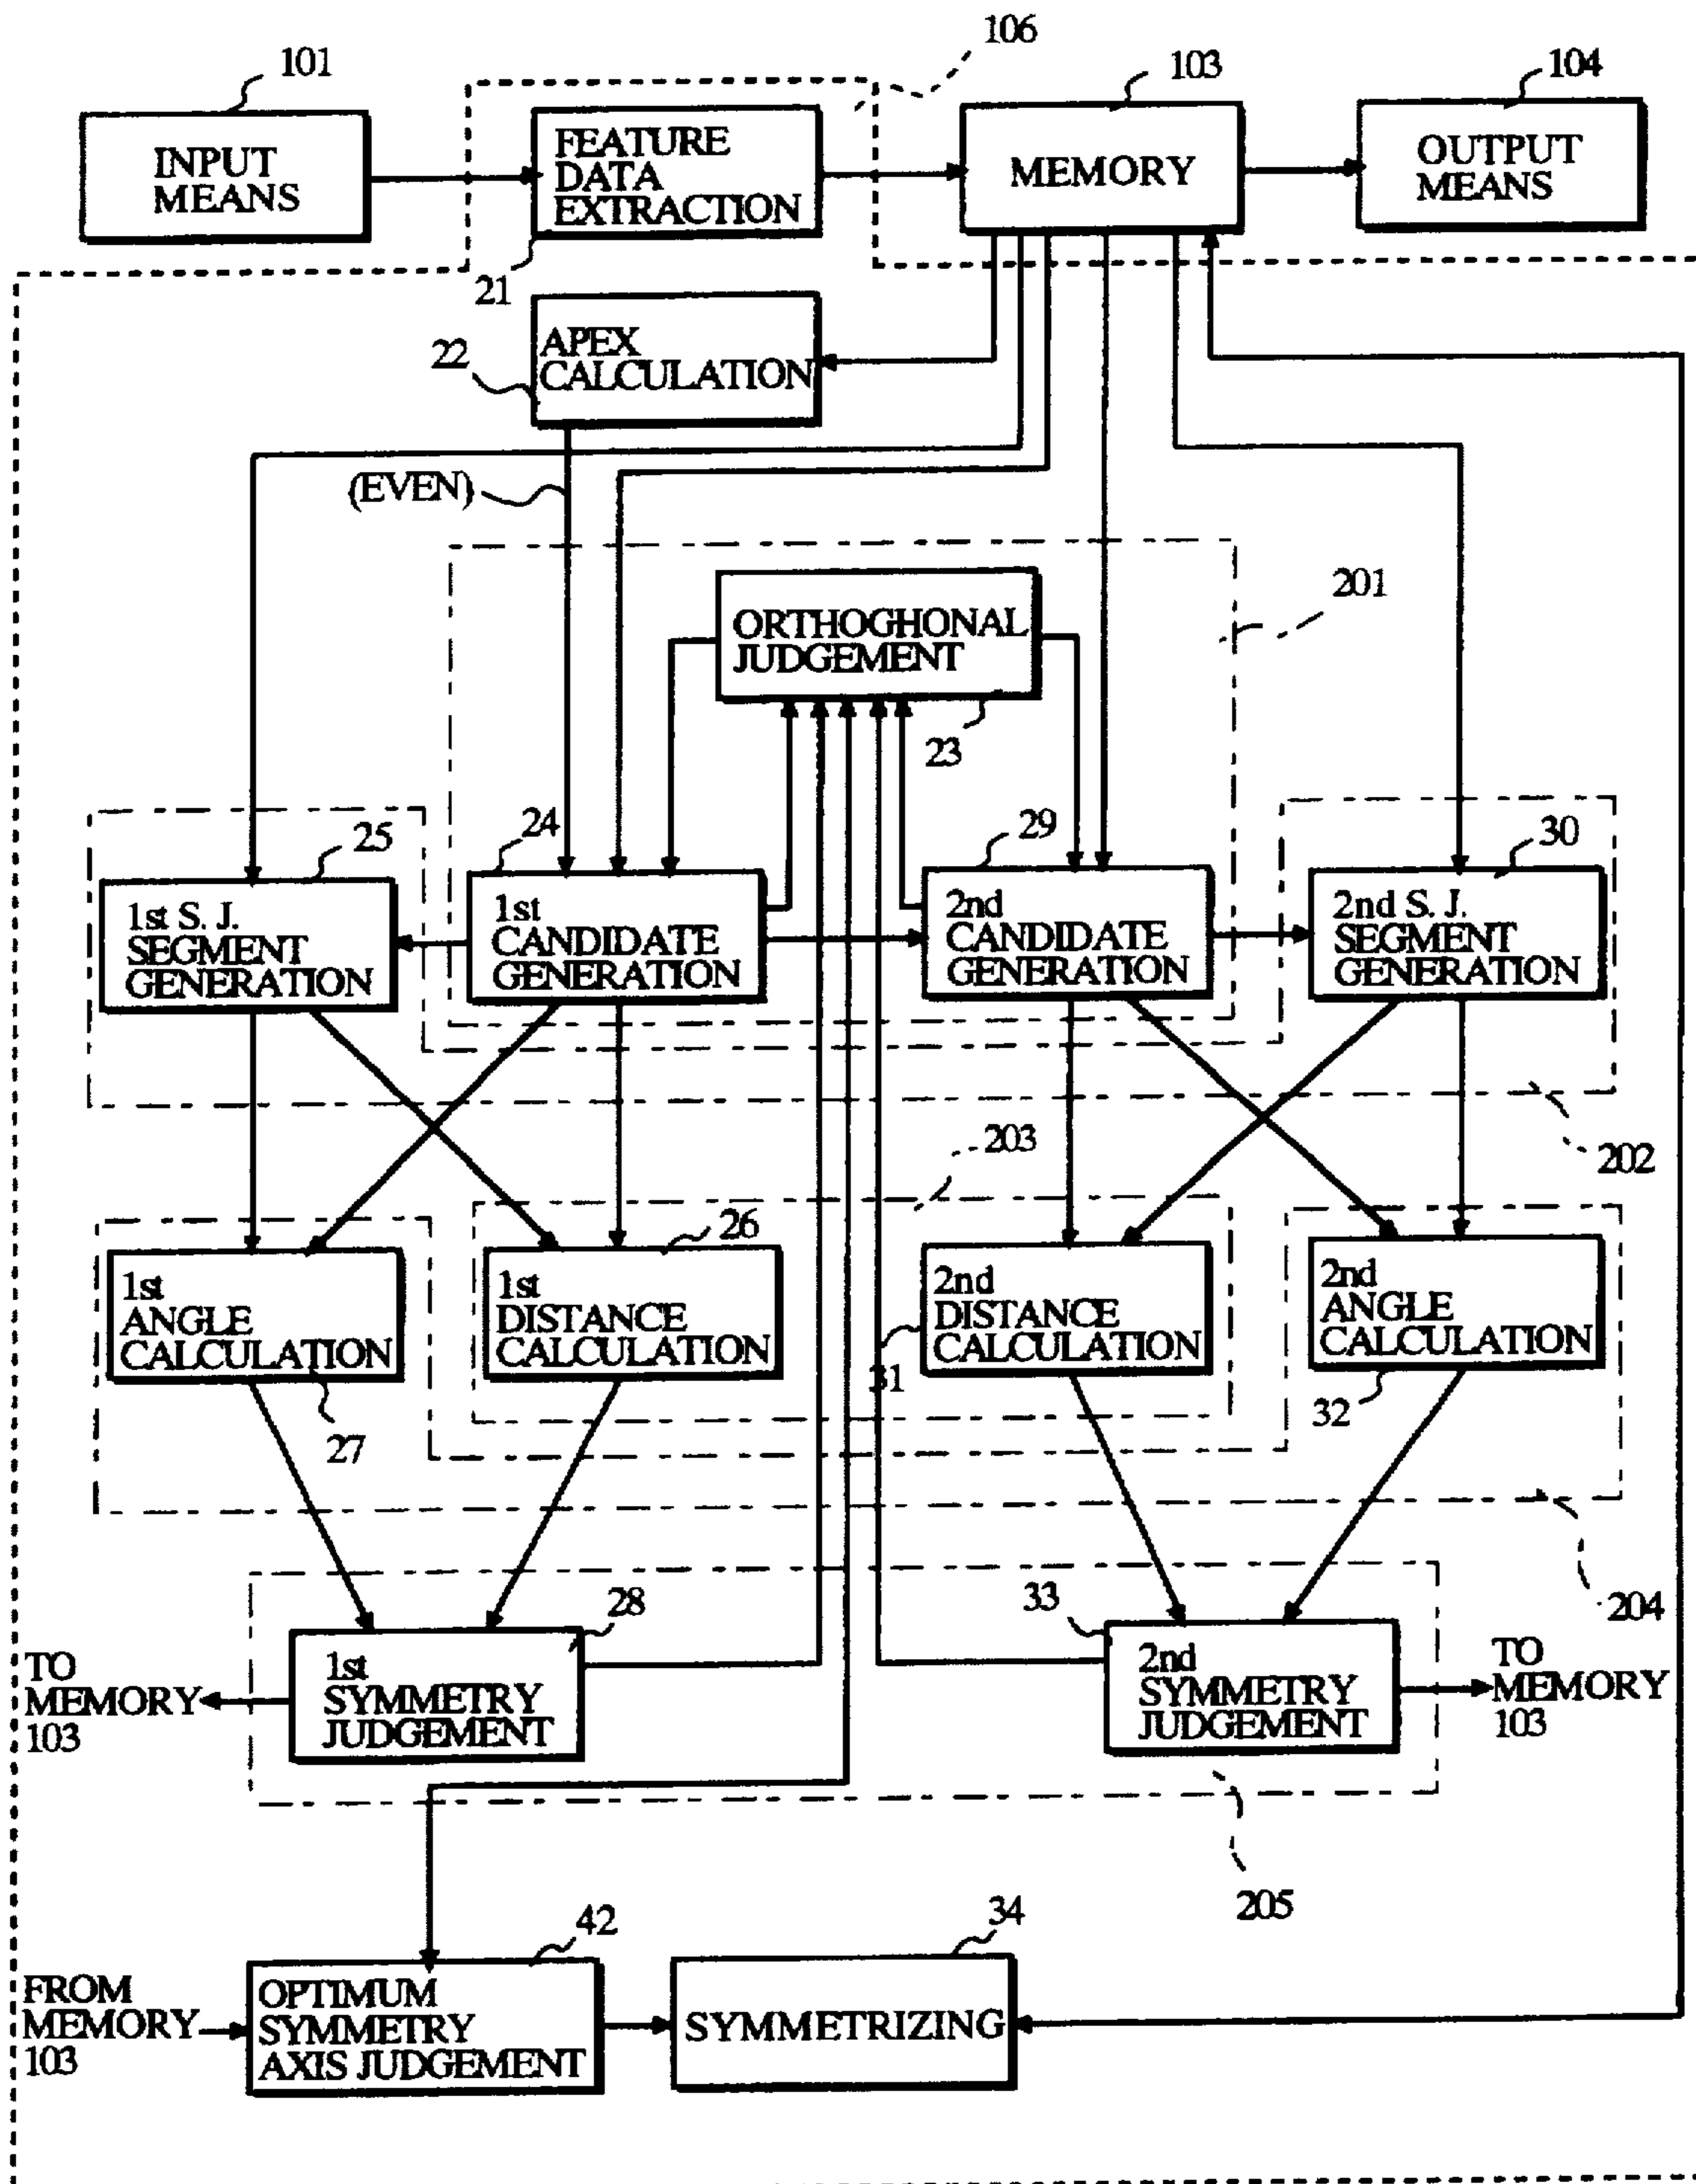 106
101
103
104
INPUT
MEANS
FEATURE
DATA
EXTRACTION
MEMORY
OUTPUT
MEANS
21
22
APEX
CALCULATION
(EVEN)
201
ORTHOGHONAL
JUDGEMENT
23
25
24
29
30
1st S. J.
SEGMENT
GENERATION
1st
CANDIDATE
GENERATION
2nd
CANDIDATE
GENERATION
2nd S. J.
SEGMENT
GENERATION
203
202
26
1st
ANGLE
CALCULATION
1st
DISTANCE
CALCULATION
2nd
DISTANCE
CALCULATION
2nd
ANGLE
CALCULATION
31
27
32
28
33
204
TO
MEMORY
103
1st
SYMMETRY
JUDGEMENT
2nd
SYMMETRY
JUDGEMENT
TO
MEMORY
103
205
42
34
FROM
MEMORY
103
OPTIMUM
SYMMETRY
AXIS JUDGEMENT
SYMMETRIZING